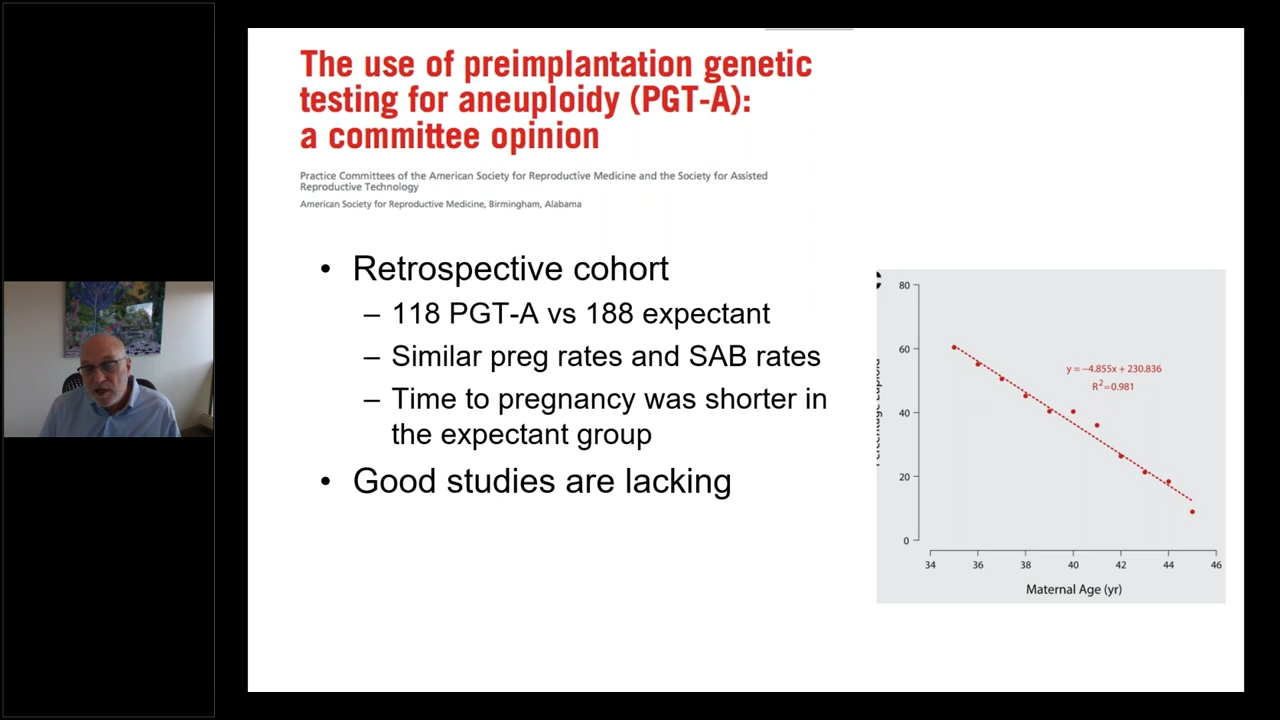 The use of preimplantation genetic
testing for aneuploidy (PGT-A):
a committee opinion
Practice Committees of the American Society for Reproductive Medicine and the Society for Assisted
Reproductive Technology
American Society for Reproductive Medicine, Birmingham, Alabama
• Retrospective cohort
– 118 PGT-A vs 188 expectant
– Similar preg rates and SAB rates
– Time to pregnancy was shorter in
the expectant group
• Good studies are lacking
80
60
40
20
0
y = −4.855x + 230.836
R²=0.981
34 36 38 40 42 44 46
Maternal Age (yr)